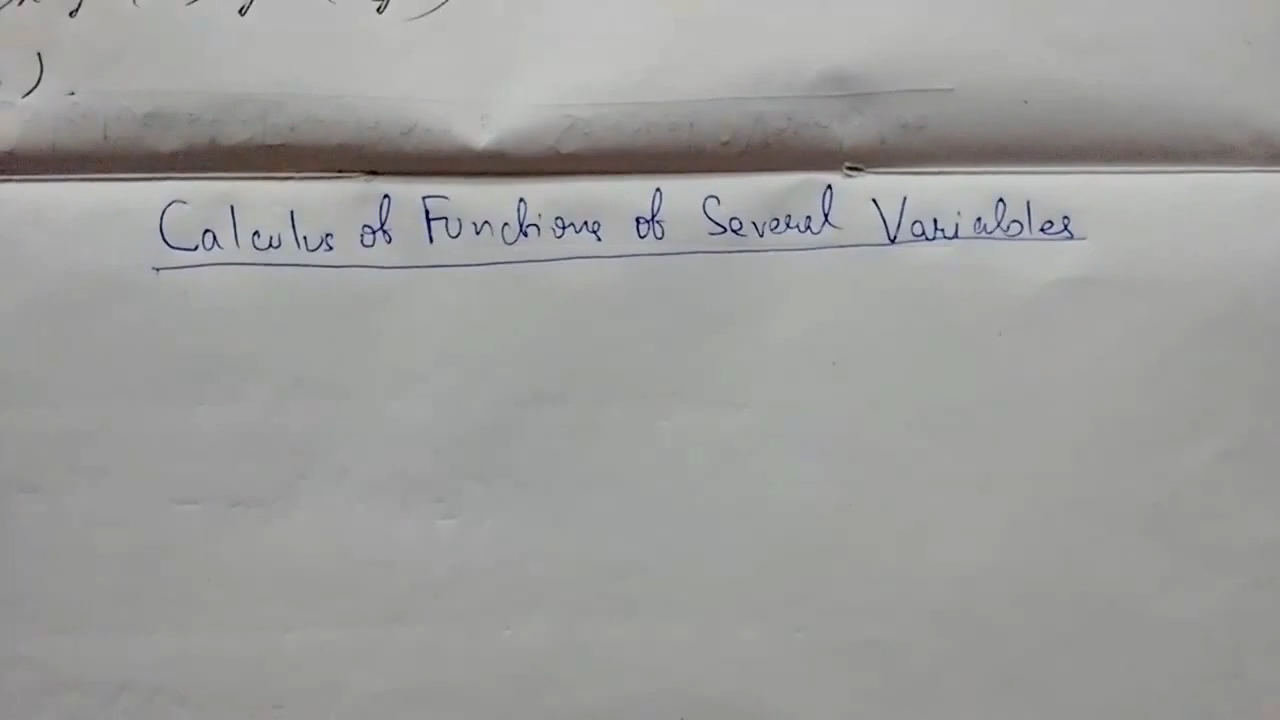 ).
Calculus of Functions of Several Variables